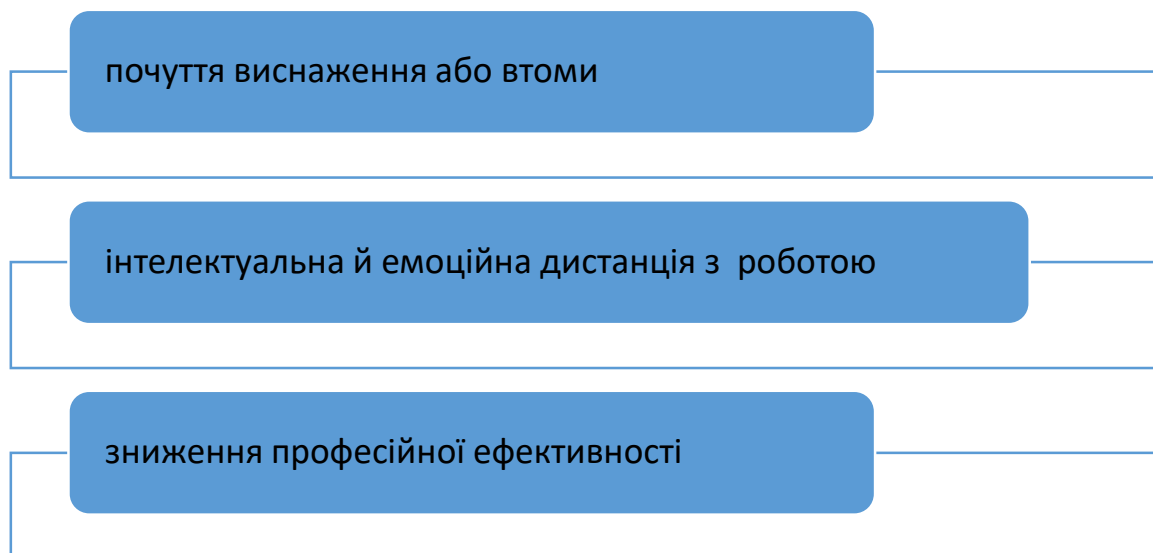 почуття виснаження або втоми
інтелектуальна й емоційна дистанція з роботою
зниження професійної ефективності